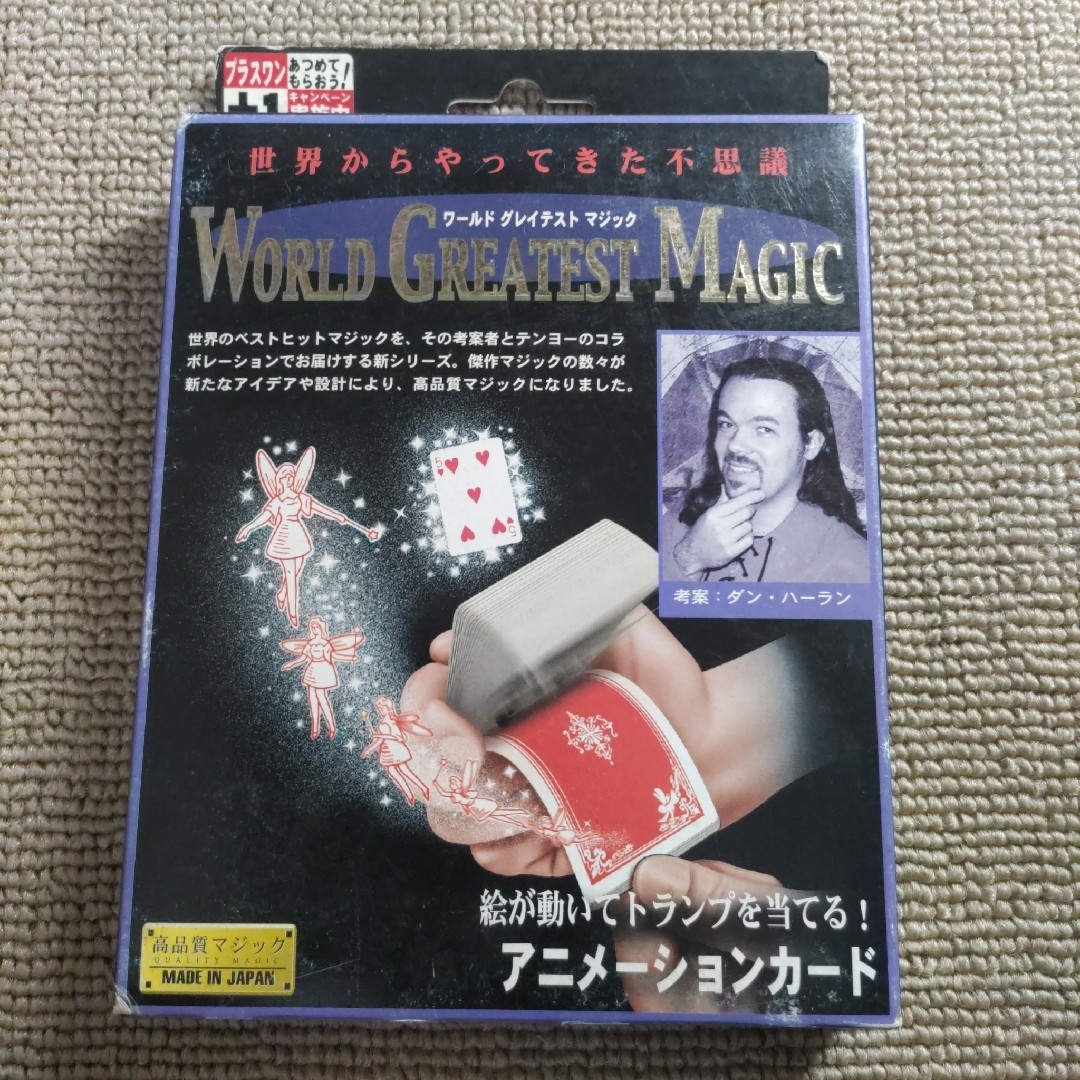 プラスワン
あつめて
もらおう!
+1
キャンペーン
世界からやってきた不思議
ワールド グレイテスト マジック
WORLD GREATEST MAGIC
世界のベストヒットマジックを、その考案者とテンヨーのコラ
ボレーションでお届けする新シリーズ。傑作マジックの数々が
新たなアイデアや設計により、高品質マジックになりました。
5
5
考案:ダン・ハーラン
絵が動いてトランプを当てる!
アニメーションカード
高品質マジック
QUALITY MAGIC
MADE IN JAPAN